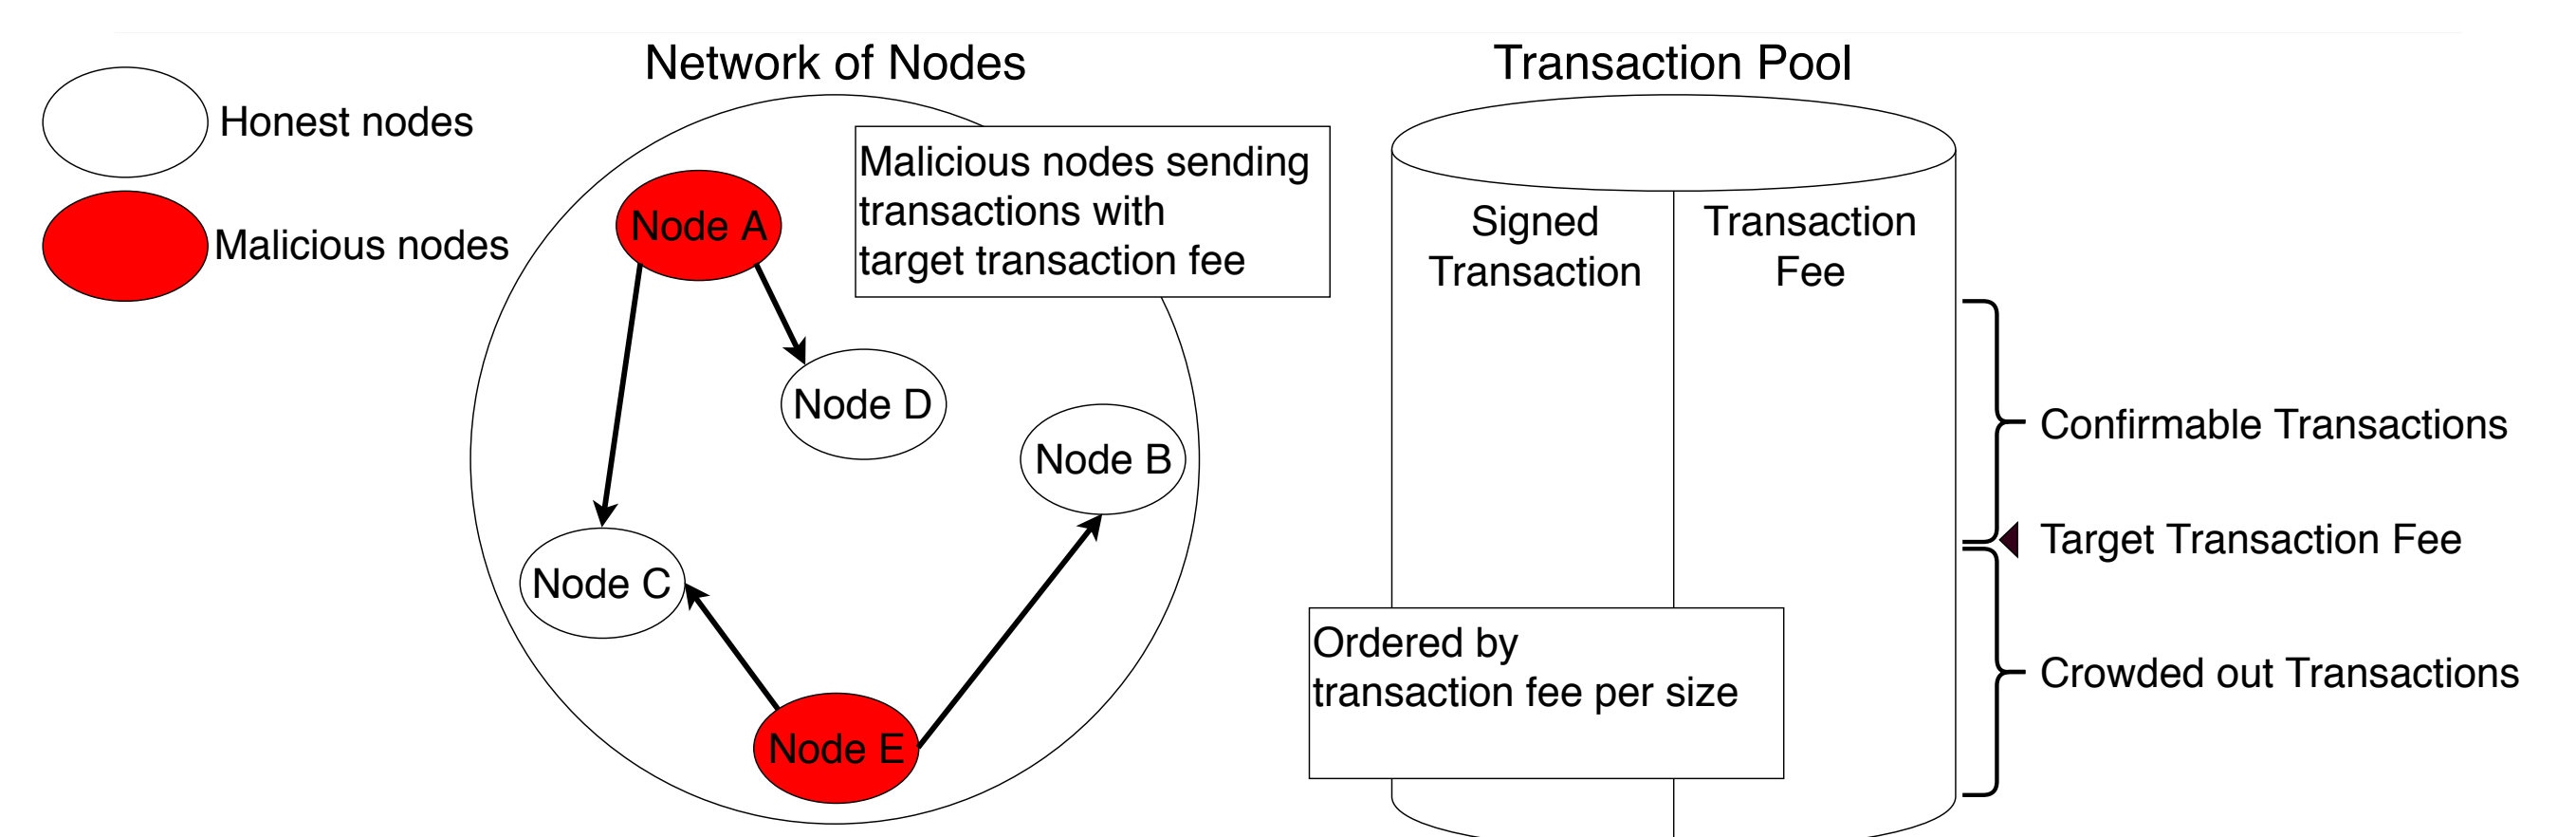 Network of Nodes
Transaction Pool
Honest nodes
Malicious nodes
Malicious nodes sending
transactions with
target transaction fee
Node A
Node D
Node B
Node C
Node E
Signed
Transaction
Transaction
Fee
Confirmable Transactions
Target Transaction Fee
Crowded out Transactions
Ordered by
transaction fee per size